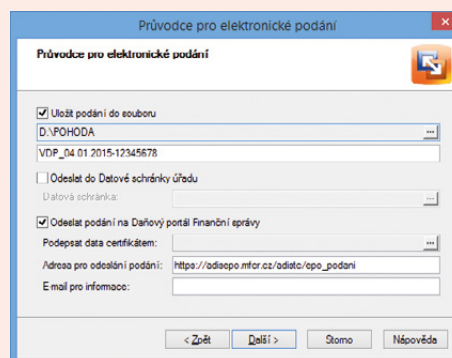 Průvodce pro elektronické podání
Průvodce pro elektronické podání
Uložit podání do souboru
D:\POHODA
VDP_04.01.2015-12345678
Odeslat do Datové schránky úřadu
Datová schránka:
Odeslat podání na Daňový portál Finanční správy
Podepsat data certifikátem:
Adresa pro odeslání podání: https://adisepo.mfcr.cz/adistc/epo_podani
E-mail pro informace:
< Zpět Další > Storno Nápověda